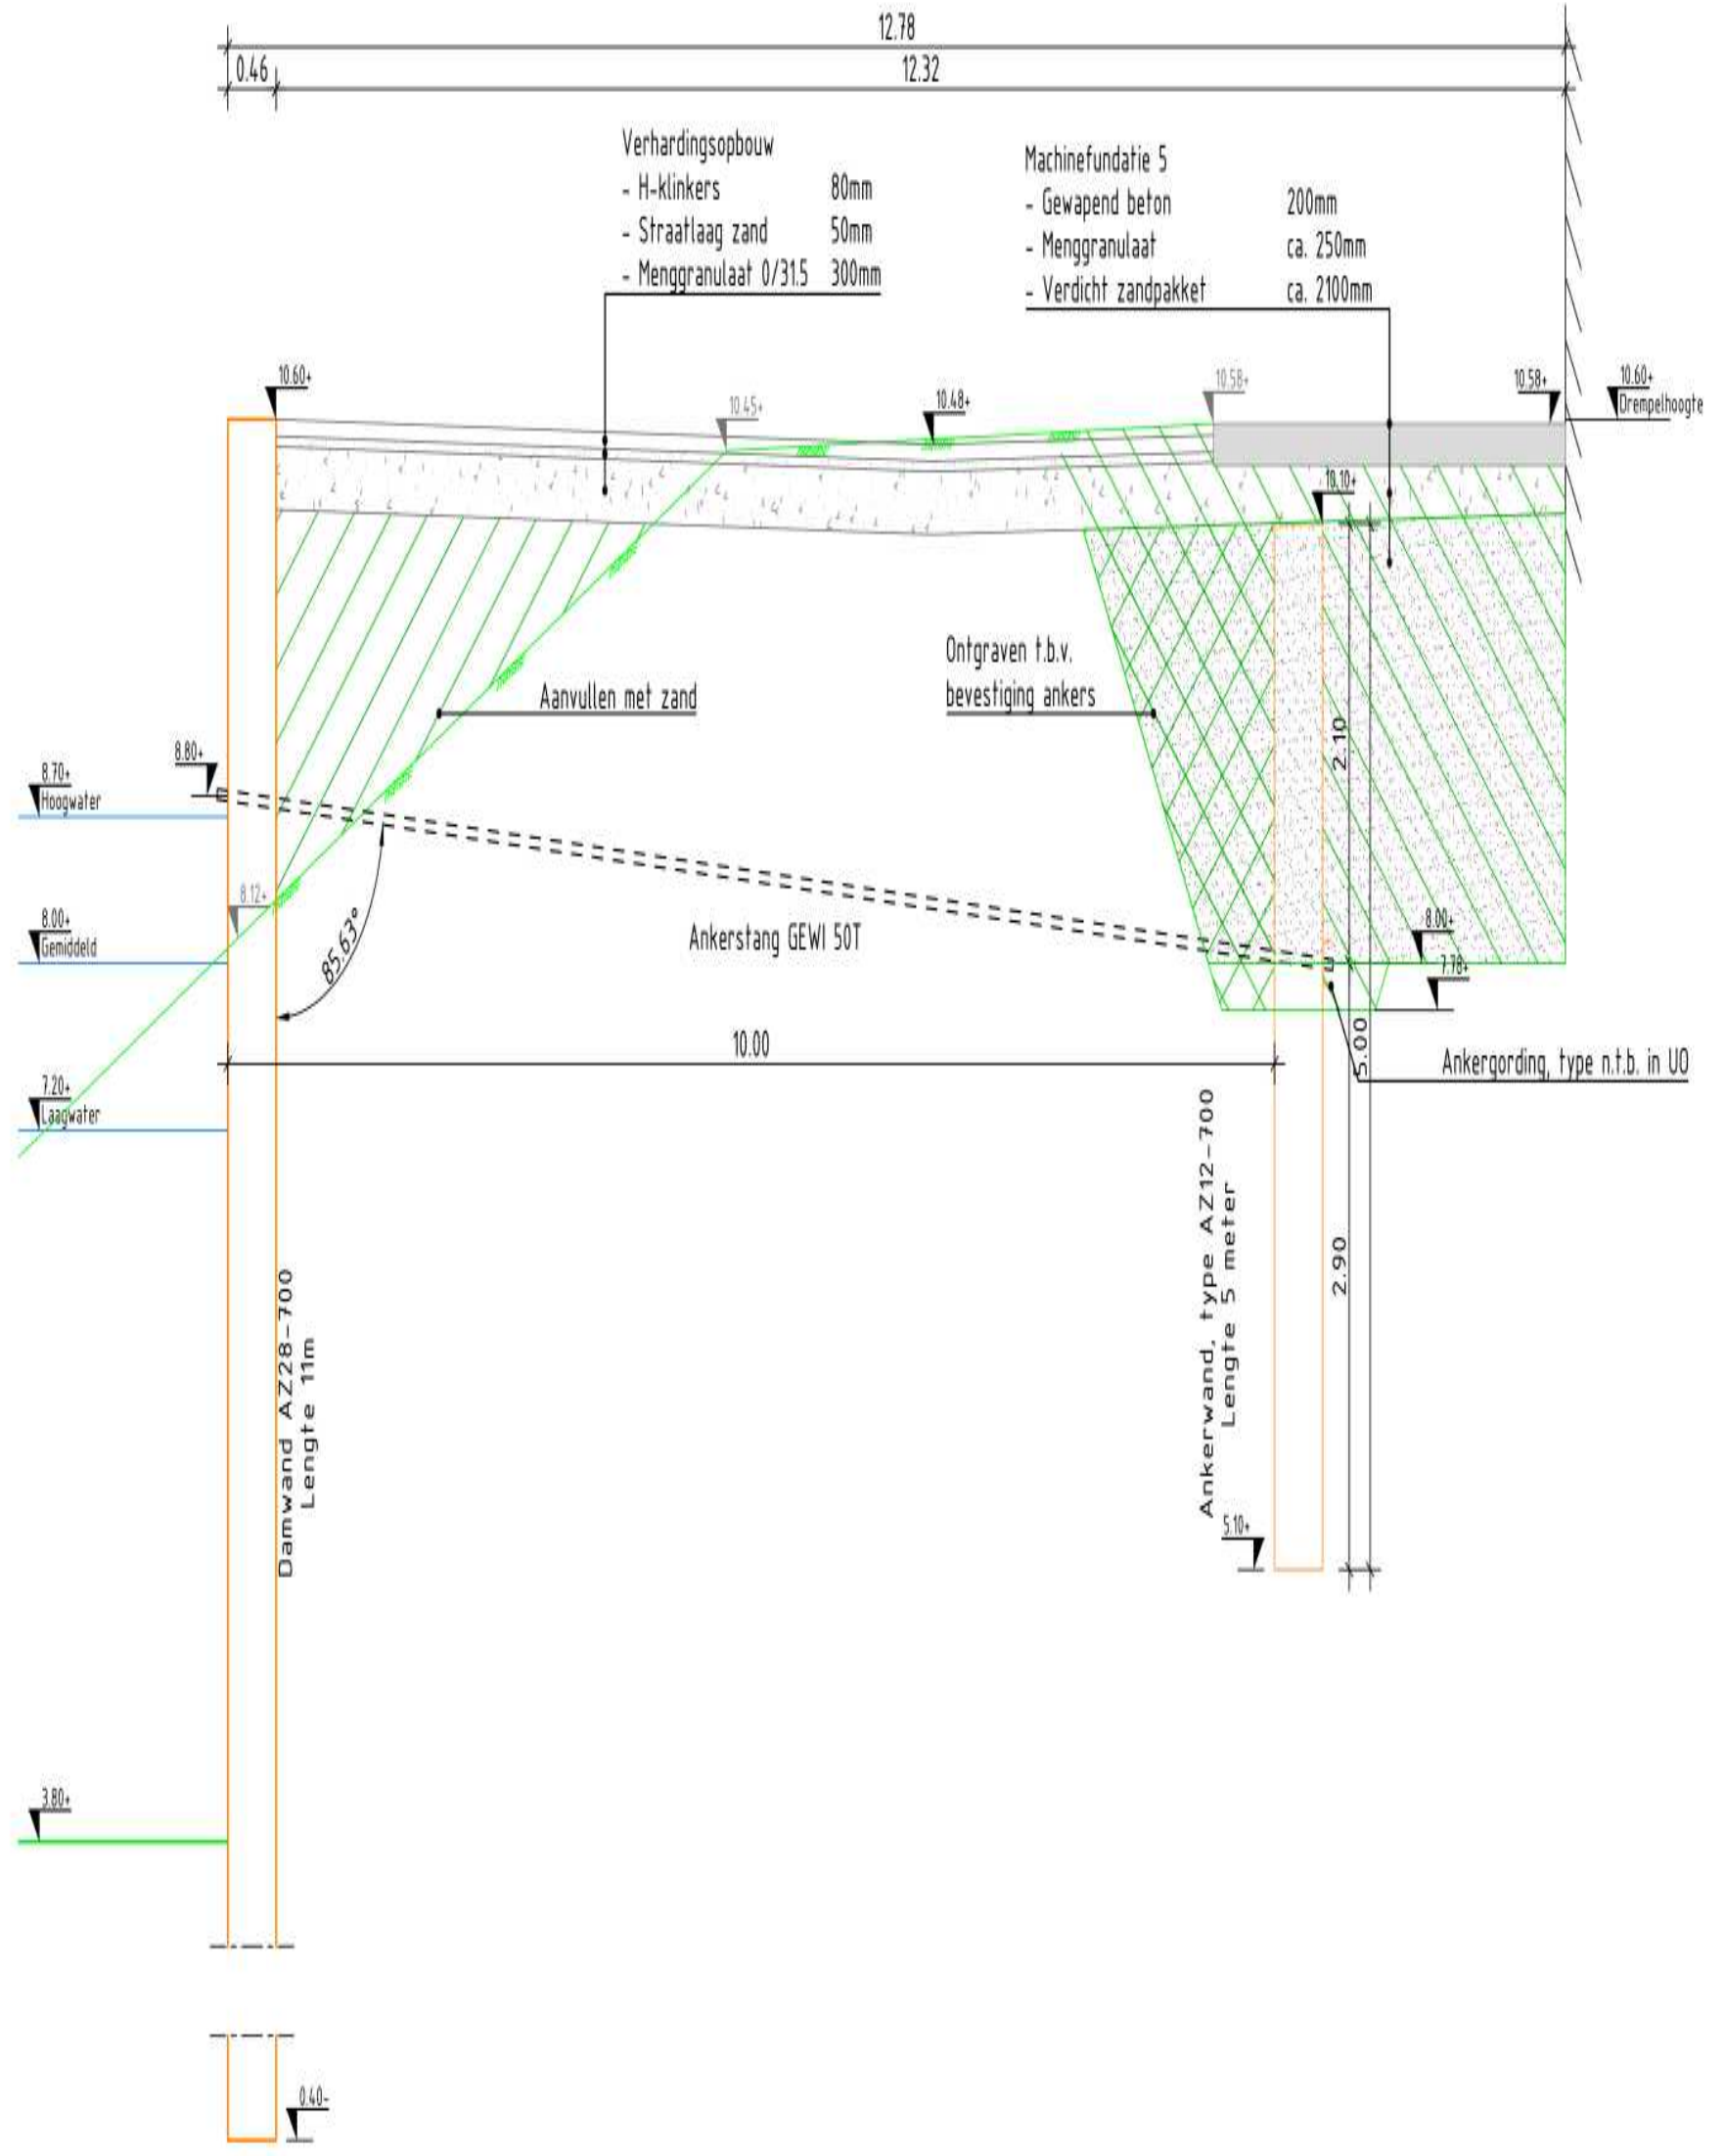 12.78
0.46
12.32
Verhardingsopbouw
- H-klinkers 80mm
- Straatlaag zand 50mm
- Menggranulaat 0/31.5 300mm
Machinefundatie 5
- Gewapend beton 200mm
- Menggranulaat ca. 250mm
- Verdicht zandpakket ca. 2100mm
10.60+
10.45+
10.48+
10.58+
10.58+
10.60+
Drempelhoogte
10.10+
Ontgraven t.b.v.
bevestiging ankers
Aanvullen met zand
2.10
8.80+
8.70+
Hoogwater
8.12+
8.00+
Gemiddeld
85.63°
Ankerstang GEWI 50T
8.00+
7.78+
10.00
5.00
Ankergording, type n.t.b. in UO
7.20+
Laagwater
Ankerwand, type AZ12-700
Lengte 5 meter
2.90
Damwand AZ28-700
Lengte 11m
5.10+
3.80+
0.40-